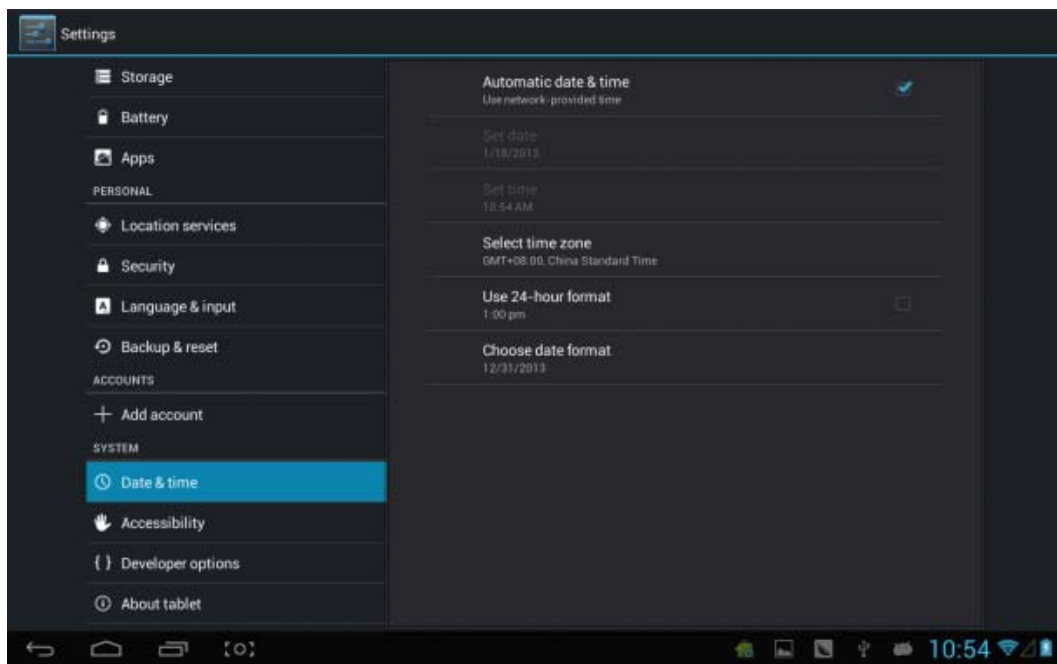 Settings
Storage
Battery
Apps
PERSONAL
Location services
Security
Language & input
Backup & reset
ACCOUNTS
Add account
SYSTEM
Date & time
Accessibility
{ } Developer options
About tablet
Automatic date & time
Use network-provided time
Set date
1/18/2013
Set time
10:54 AM
Select time zone
GMT+08:00, China Standard Time
Use 24-hour format
1:00 pm
Choose date format
12/31/2013
10:54